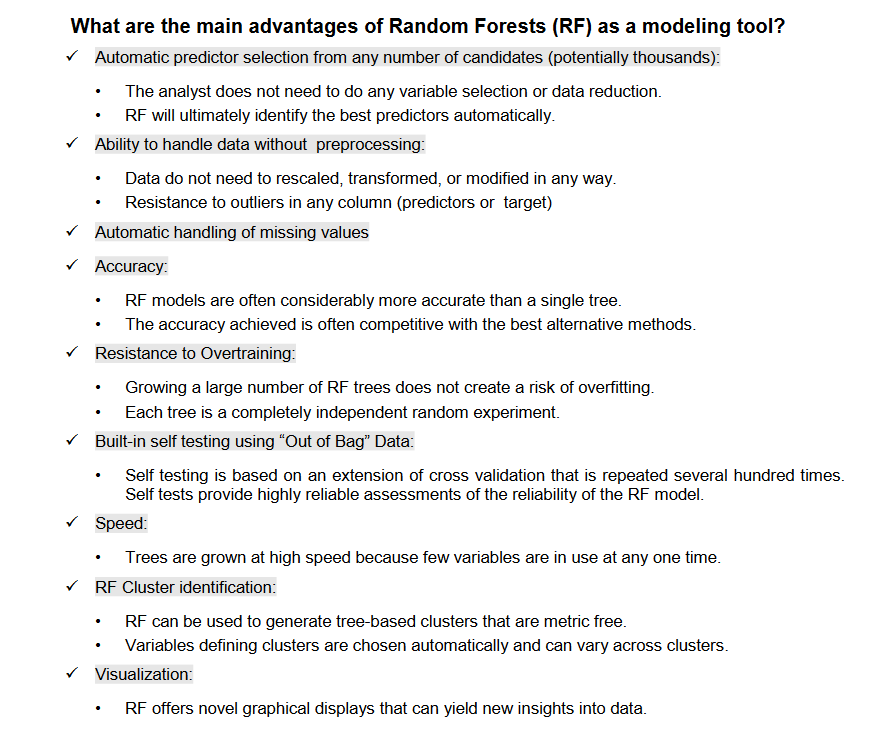 What are the main advantages of Random Forests (RF) as a modeling tool?
✓ Automatic predictor selection from any number of candidates (potentially thousands):
• The analyst does not need to do any variable selection or data reduction.
• RF will ultimately identify the best predictors automatically.
✓ Ability to handle data without preprocessing:
• Data do not need to rescaled, transformed, or modified in any way.
• Resistance to outliers in any column (predictors or target)
✓ Automatic handling of missing values
✓ Accuracy:
• RF models are often considerably more accurate than a single tree.
• The accuracy achieved is often competitive with the best alternative methods.
✓ Resistance to Overtraining:
• Growing a large number of RF trees does not create a risk of overfitting.
• Each tree is a completely independent random experiment.
✓ Built-in self testing using “Out of Bag” Data:
• Self testing is based on an extension of cross validation that is repeated several hundred times.
Self tests provide highly reliable assessments of the reliability of the RF model.
✓ Speed:
• Trees are grown at high speed because few variables are in use at any one time.
✓ RF Cluster identification:
• RF can be used to generate tree-based clusters that are metric free.
• Variables defining clusters are chosen automatically and can vary across clusters.
✓ Visualization:
• RF offers novel graphical displays that can yield new insights into data.